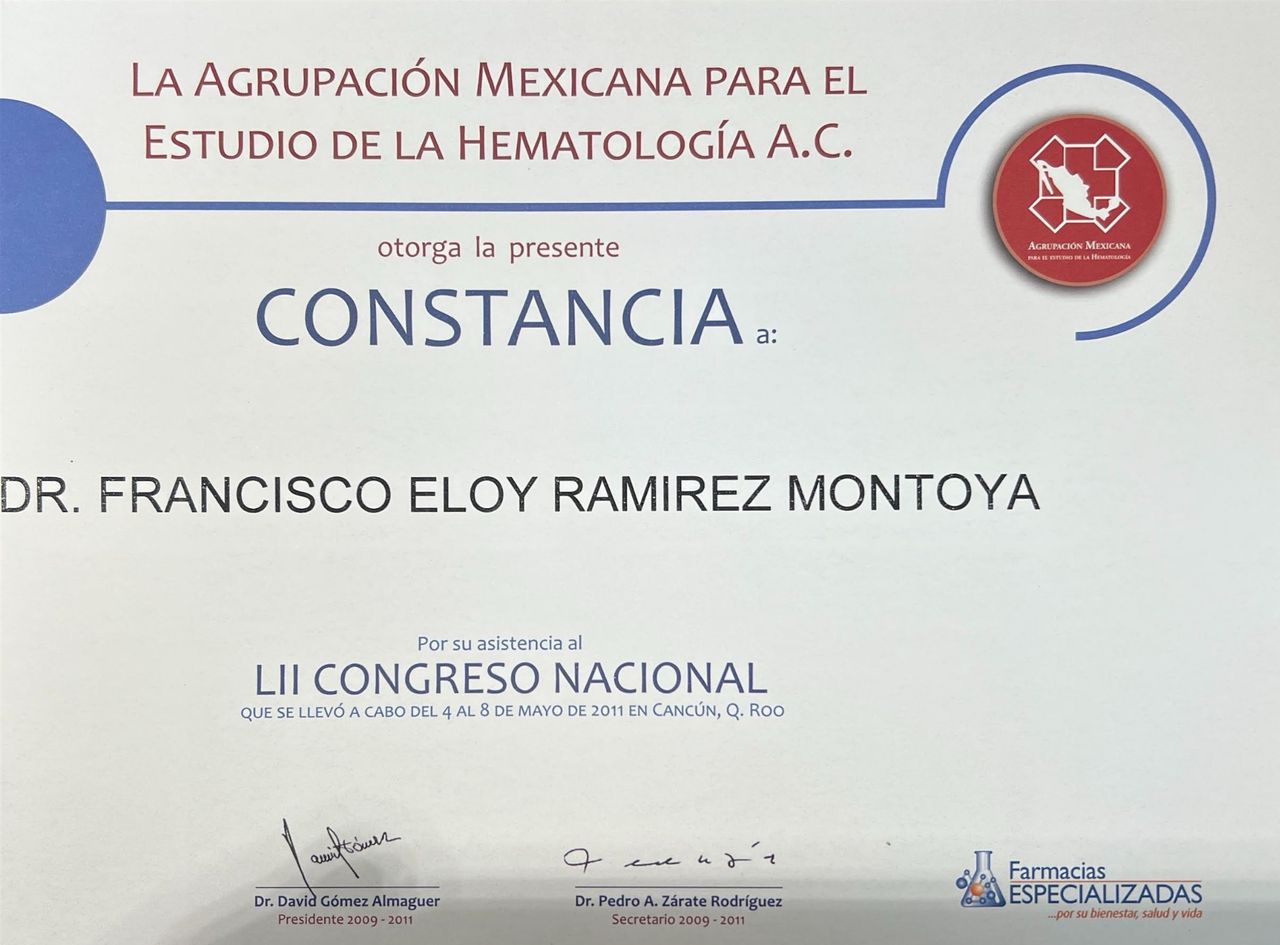 LA AGRUPACIÓN MEXICANA PARA EL
ESTUDIO DE LA HEMATOLOGÍA A.C.
AGRUPACIÓN MEXICANA
PARA EL ESTUDIO DE LA HEMATOLOGÍA
otorga la presente
CONSTANCIA a:
DR. FRANCISCO ELOY RAMIREZ MONTOYA
Por su asistencia al
LII CONGRESO NACIONAL
QUE SE LLEVÓ A CABO DEL 4 AL 8 DE MAYO DE 2011 EN CANCÚN, Q. ROO
Dr. David Gómez Almaguer
Presidente 2009 - 2011
Dr. Pedro A. Zárate Rodríguez
Secretario 2009 - 2011
Farmacias
ESPECIALIZADAS
...por su bienestar, salud y vida